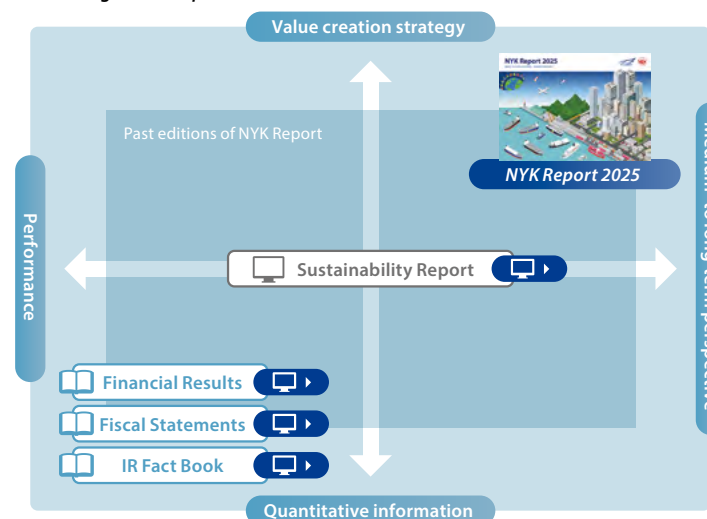 Value creation strategy
NYK Report 2025
NYK Report 2025
Past editions of NYK Report
Performance
Sustainability Report
Financial Results
Fiscal Statements
IR Fact Book
Quantitative information